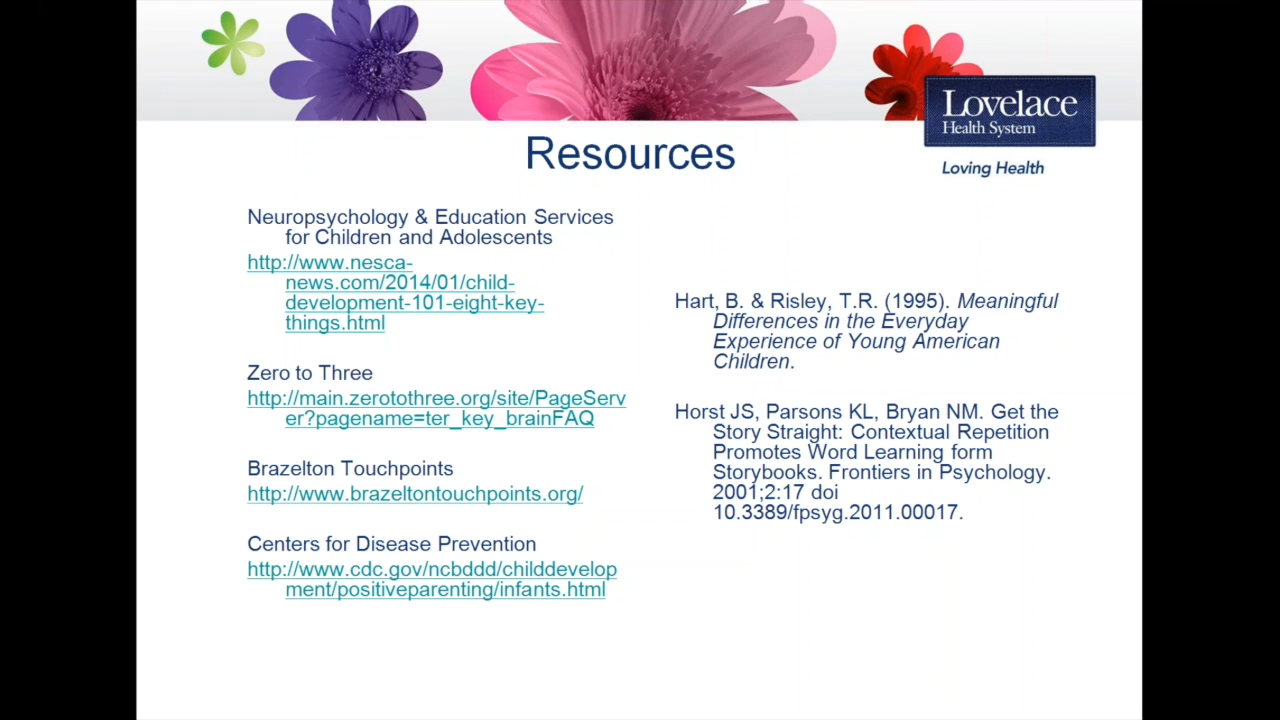 Lovelace
Health System
Loving Health
Resources
Neuropsychology & Education Services
for Children and Adolescents
http://www.nesca-
news.com/2014/01/child-
development-101-eight-key-
things.html
Zero to Three
http://main.zerotothree.org/site/PageServ
er?pagename=ter_key_brainFAQ
Brazelton Touchpoints
http://www.brazeltontouchpoints.org/
Centers for Disease Prevention
http://www.cdc.gov/ncbddd/childdevelop
ment/positiveparenting/infants.html
Hart, B. & Risley, T.R. (1995). Meaningful
Differences in the Everyday
Experience of Young American
Children.
Horst JS, Parsons KL, Bryan NM. Get the
Story Straight: Contextual Repetition
Promotes Word Learning form
Storybooks. Frontiers in Psychology.
2001;2:17 doi
10.3389/fpsyg.2011.00017.